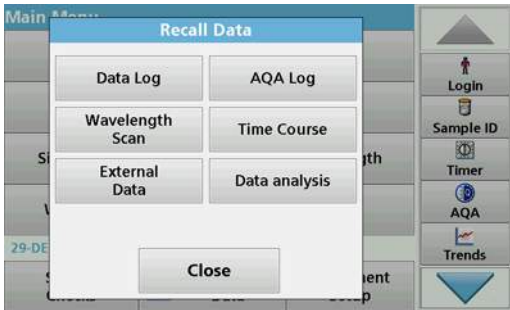 Main Menu
Recall Data
Data Log
AQA Log
Wavelength
Scan
Time Course
External
Data
Data analysis
Close
29-DE
Login
Sample ID
Timer
AQA
Trends